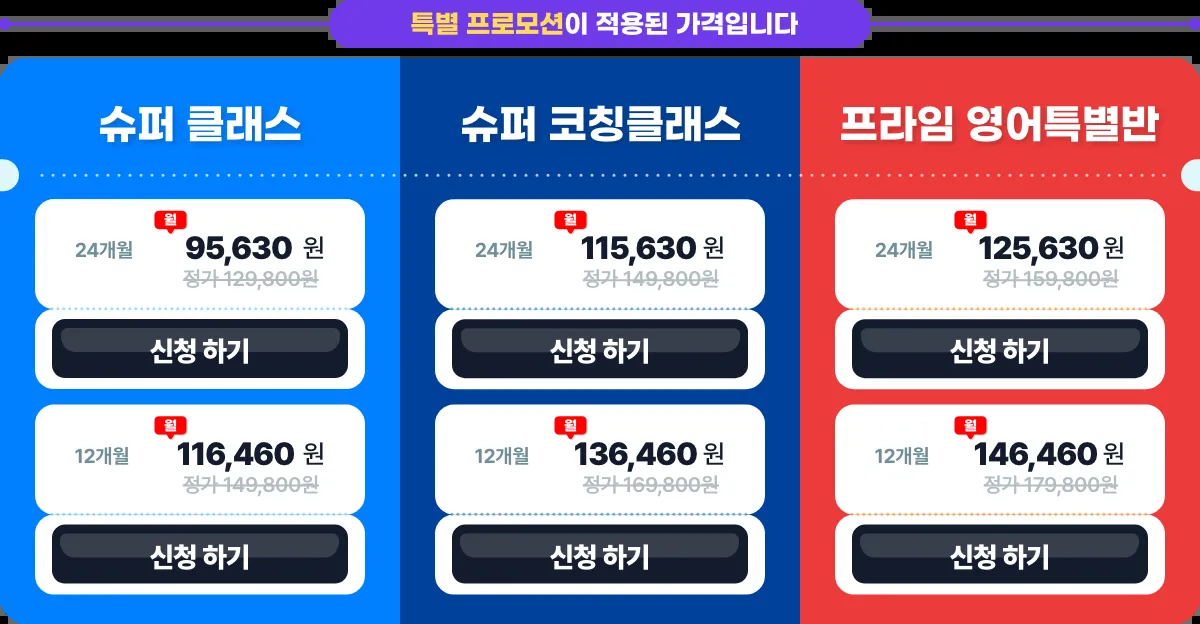 특별 프로모션이 적용된 가격입니다
슈퍼 클래스
월
24개월 95,630 원
정가 129,800원
신청 하기
월
12개월 116,460 원
정가 149,800원
신청 하기
슈퍼 코칭클래스
월
24개월 115,630 원
정가 149,800원
신청 하기
월
12개월 136,460 원
정가 169,800원
신청 하기
프라임 영어특별반
월
24개월 125,630 원
정가 159,800원
신청 하기
월
12개월 146,460 원
정가 179,800원
신청 하기